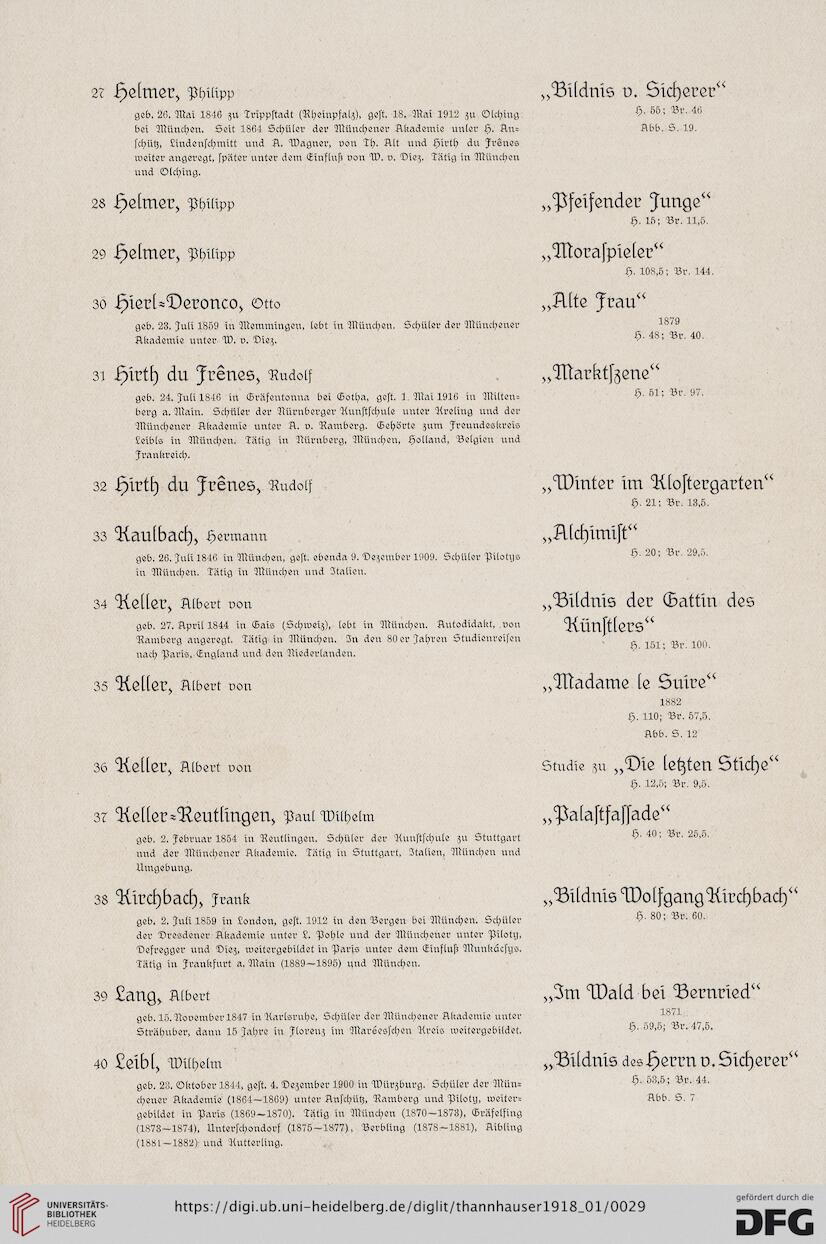 27 Helmer, Philipp „Bildnis v. Sicherer“
geb. 26. Mai 1846 zu Trippstadt (Rheinpfalz), gest. 18. Mai 1912 zu Olching H. 55; Br. 46
bei München. Seit 1864 Schüler der Münchener Akademie unter H. An= Abb. S. 19.
schütz, Lindenschmitt und A. Wagner, von Th. Alt und Hirth du Frênes
weiter angeregt, später unter dem Einfluß von W. v. Diez. Tätig in München
und Olching.
28 Helmer, Philipp „Pfeifender Junge“
H. 15; Br. 11,5.
29 Helmer, Philipp „Moraspieler“
H. 108,5; Br. 144.
30 Hierl=Deronco, Otto „Alte Frau“
geb. 23. Juli 1859 in Memmingen, lebt in München. Schüler der Münchener 1879
Akademie unter W. v. Diez. H. 48; Br. 40.
31 Hirth du Frênes, Rudolf „Marktszene“
geb. 24. Juli 1846 in Gräfentonna bei Gotha, gest. 1. Mai 1916 in Milten= H. 51; Br. 97.
berg a. Main. Schüler der Nürnberger Kunstschule unter Kreling und der
Münchener Akademie unter A. v. Ramberg. Gehörte zum Freundeskreis
Leibls in München. Tätig in Nürnberg, München, Holland, Belgien und
Frankreich.
32 Hirth du Frênes, Rudolf „Winter im Klostergarten“
H. 21; Br. 13,5.
33 Kaulbach, Hermann „Alchimist“
geb. 26. Juli 1846 in München, gest. ebenda 9. Dezember 1909. Schüler Pilotys H. 20; Br. 29,5.
in München. Tätig in München und Italien.
34 Keller, Albert von „Bildnis der Gattin des
geb. 27. April 1844 in Gais (Schweiz), lebt in München. Autodidakt, von Künstlers“
Ramberg angeregt. Tätig in München. In den 80er Jahren Studienreisen H. 151; Br. 100.
nach Paris, England und den Niederlanden.
35 Keller, Albert von „Madame le Suire“
1882
H. 110; Br. 57,5.
Abb. S. 12
36 Keller, Albert von Studie zu „Die letzten Stiche“
H. 12,5; Br. 9,5.
37 Keller=Reutlingen, Paul Wilhelm „Palastfassade“
geb. 2. Februar 1854 in Reutlingen. Schüler der Kunstschule zu Stuttgart H. 40; Br. 25,5.
und der Münchener Akademie. Tätig in Stuttgart, Italien, München und
Umgebung.
38 Kirchbach, Frank „Bildnis Wolfgang Kirchbach“
geb. 2. Juli 1859 in London, gest. 1912 in den Bergen bei München. Schüler H. 80; Br. 60.
der Dresdener Akademie unter L. Pohle und der Münchener unter Piloty,
Defregger und Diez, weitergebildet in Paris unter dem Einfluß Munkácsys.
Tätig in Frankfurt a. Main (1889—1895) und München.
39 Lang, Albert „Im Wald bei Bernried“
geb. 15. November 1847 in Karlsruhe, Schüler der Münchener Akademie unter 1871
Strähuber, dann 15 Jahre in Florenz im Maréesschen Kreis weitergebildet. H. 59,5; Br. 47,5.
40 Leibl, Wilhelm „Bildnis des Herrn v. Sicherer“
geb. 23. Oktober 1844, gest. 4. Dezember 1900 in Würzburg. Schüler der Mün= H. 53,5; Br. 44.
chener Akademie (1864—1869) unter Anschütz, Ramberg und Piloty, weiter= Abb. S. 7
gebildet in Paris (1869—1870). Tätig in München (1870—1873), Gräfelfing
(1873—1874), Unterschondorf (1875—1877), Berbling (1878—1881), Aibling
(1881—1882) und Kutterling.
UNIVERSITÄTS-
BIBLIOTHEK
HEIDELBERG
https://digi.ub.uni-heidelberg.de/diglit/thannhauser1918_01/0029
gefördert durch die
DFG